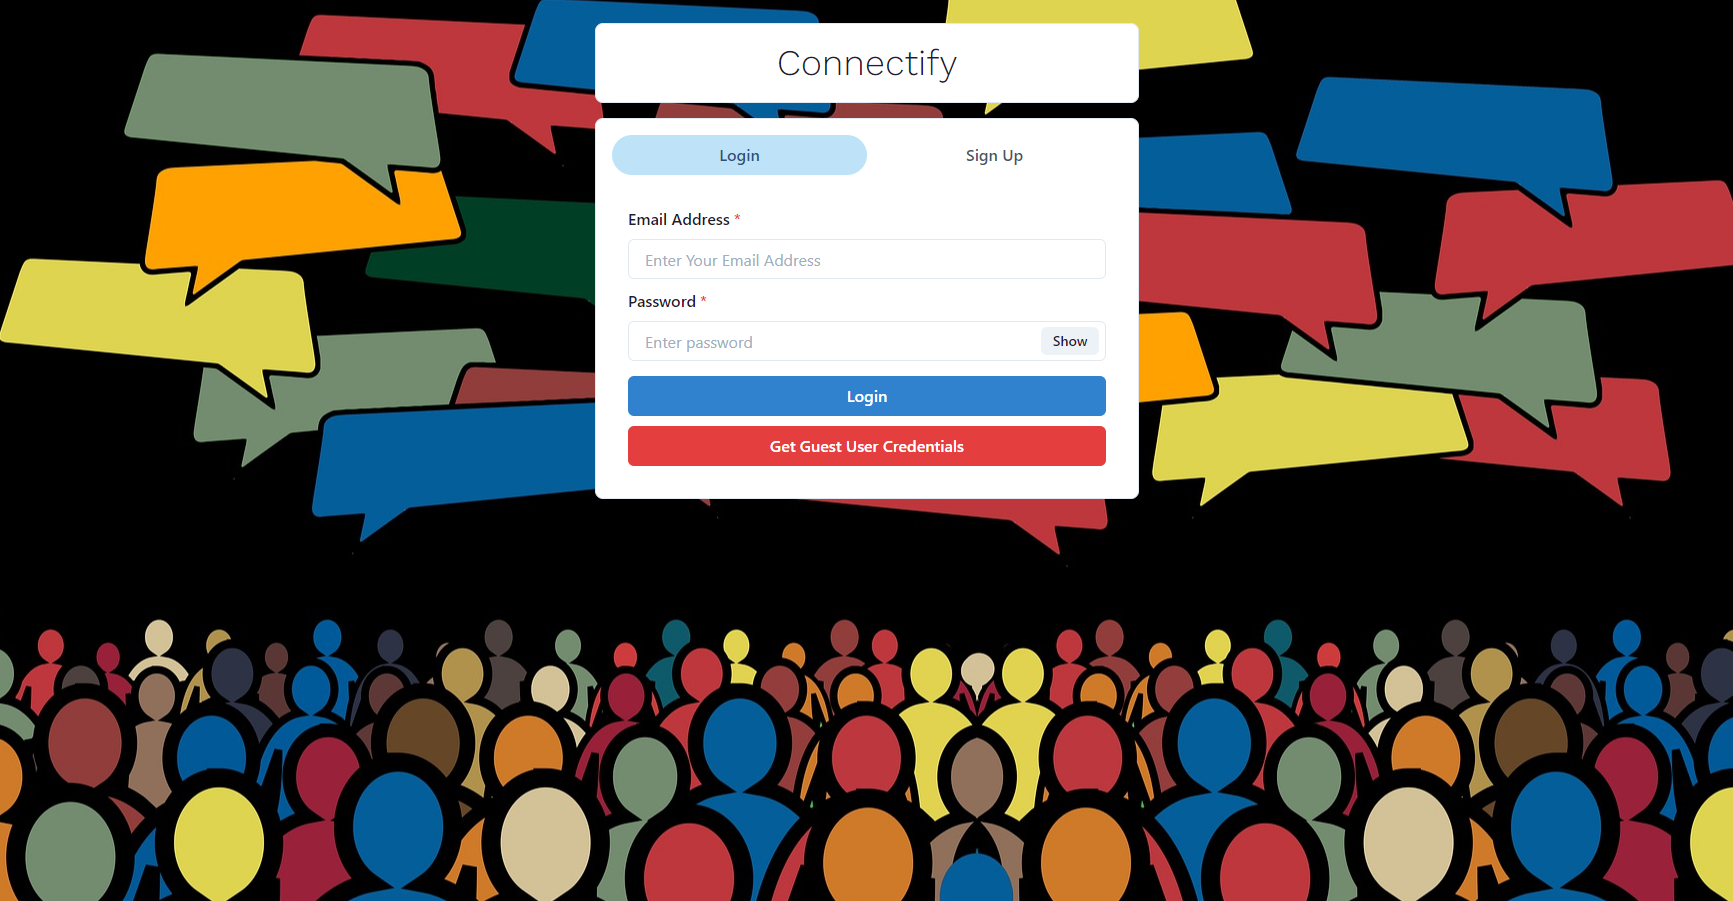 Connectify
Login Sign Up
Email Address *
Enter Your Email Address
Password *
Enter password Show
Login
Get Guest User Credentials